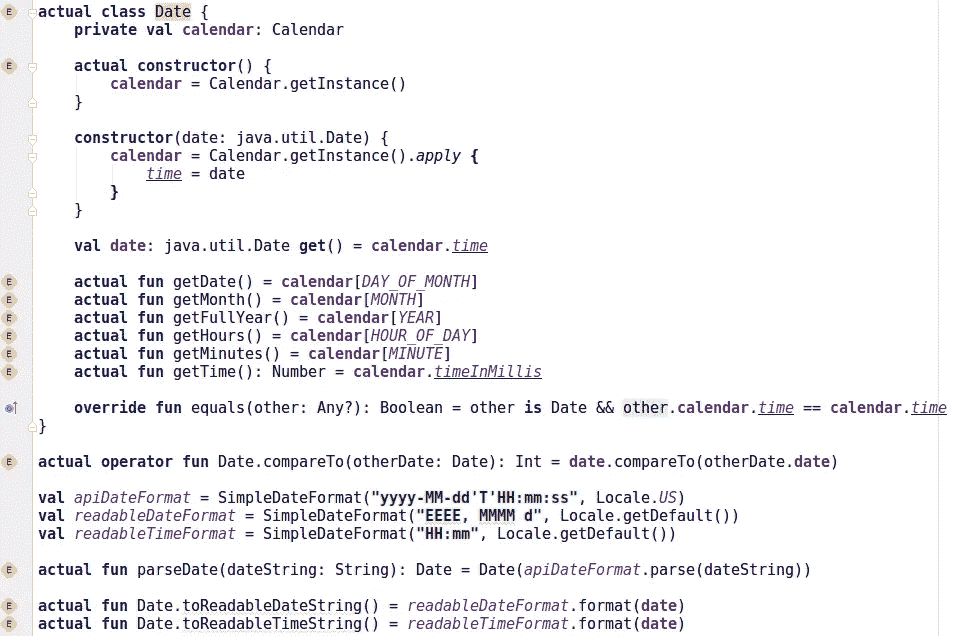 actual class Date {
    private val calendar: Calendar

    actual constructor() {
        calendar = Calendar.getInstance()
    }

    constructor(date: java.util.Date) {
        calendar = Calendar.getInstance().apply {
            time = date
        }
    }

    val date: java.util.Date get() = calendar.time

    actual fun getDate() = calendar[DAY_OF_MONTH]
    actual fun getMonth() = calendar[MONTH]
    actual fun getFullYear() = calendar[YEAR]
    actual fun getHours() = calendar[HOUR_OF_DAY]
    actual fun getMinutes() = calendar[MINUTE]
    actual fun getTime(): Number = calendar.timeInMillis

    override fun equals(other: Any?): Boolean = other is Date && other.calendar.time == calendar.time
}

actual operator fun Date.compareTo(otherDate: Date): Int = date.compareTo(otherDate.date)

val apiDateFormat = SimpleDateFormat("yyyy-MM-dd'T'HH:mm:ss", Locale.US)
val readableDateFormat = SimpleDateFormat("EEEE, MMMM d", Locale.getDefault())
val readableTimeFormat = SimpleDateFormat("HH:mm", Locale.getDefault())

actual fun parseDate(dateString: String): Date = Date(apiDateFormat.parse(dateString))

actual fun Date.toReadableDateString() = readableDateFormat.format(date)
actual fun Date.toReadableTimeString() = readableTimeFormat.format(date)